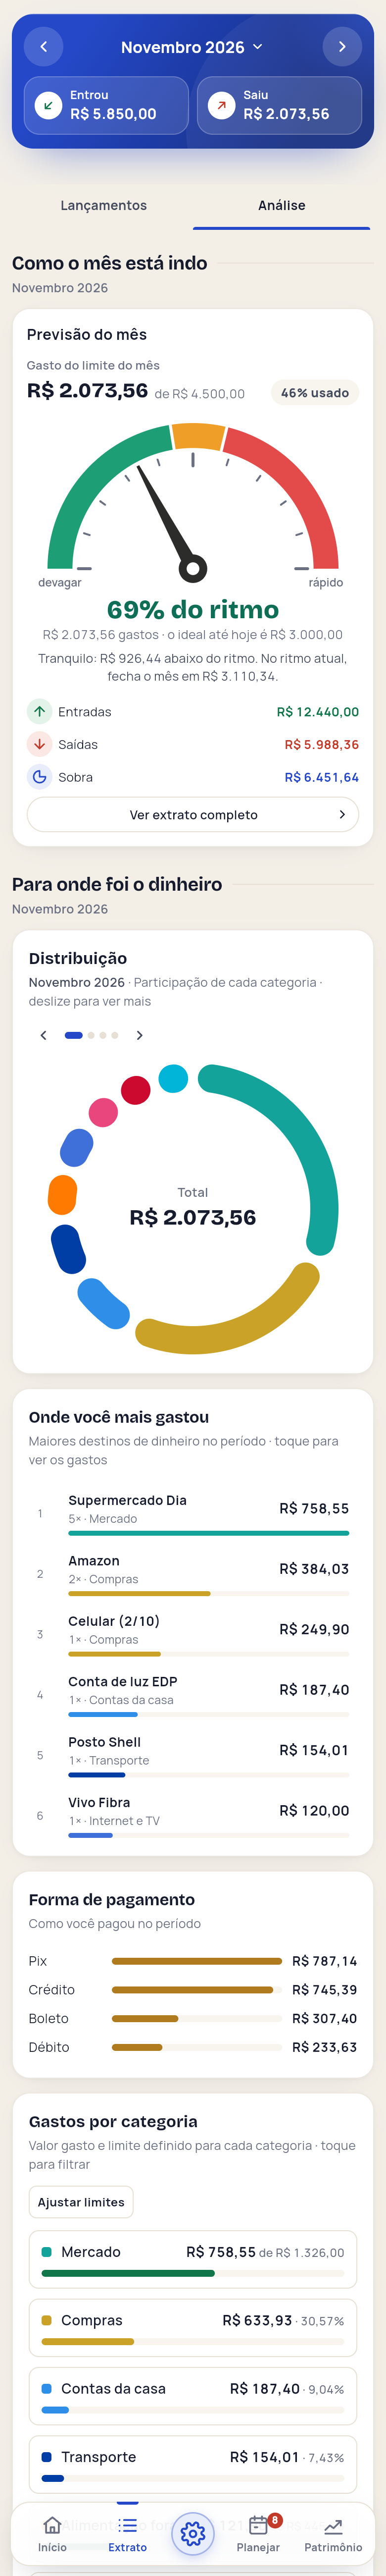 Novembro 2026
Entrou
R$ 5.850,00
Saiu
R$ 2.073,56
Lançamentos
Análise
Como o mês está indo
Novembro 2026
Previsão do mês
Gasto do limite do mês
R$ 2.073,56 de R$ 4.500,00
46% usado
devagar
rápido
69% do ritmo
R$ 2.073,56 gastos · o ideal até hoje é R$ 3.000,00
Tranquilo: R$ 926,44 abaixo do ritmo. No ritmo atual,
fecha o mês em R$ 3.110,34.
Entradas
R$ 12.440,00
Saídas
R$ 5.988,36
Sobra
R$ 6.451,64
Ver extrato completo
Para onde foi o dinheiro
Novembro 2026
Distribuição
Novembro 2026 · Participação de cada categoria ·
deslize para ver mais
Total
R$ 2.073,56
Onde você mais gastou
Maiores destinos de dinheiro no período · toque para
ver os gastos
1
Supermercado Dia
5× · Mercado
R$ 758,55
2
Amazon
2× · Compras
R$ 384,03
3
Celular (2/10)
1× · Compras
R$ 249,90
4
Conta de luz EDP
1× · Contas da casa
R$ 187,40
5
Posto Shell
1× · Transporte
R$ 154,01
6
Vivo Fibra
1× · Internet e TV
R$ 120,00
Forma de pagamento
Como você pagou no período
Pix
R$ 787,14
Crédito
R$ 745,39
Boleto
R$ 307,40
Débito
R$ 233,63
Gastos por categoria
Valor gasto e limite definido para cada categoria · toque
para filtrar
Ajustar limites
Mercado
R$ 758,55 de R$ 1.326,00
Compras
R$ 633,93 · 30,57%
Contas da casa
R$ 187,40 · 9,04%
Transporte
R$ 154,01 · 7,43%
8
Início
Extrato
Planejar
Patrimônio